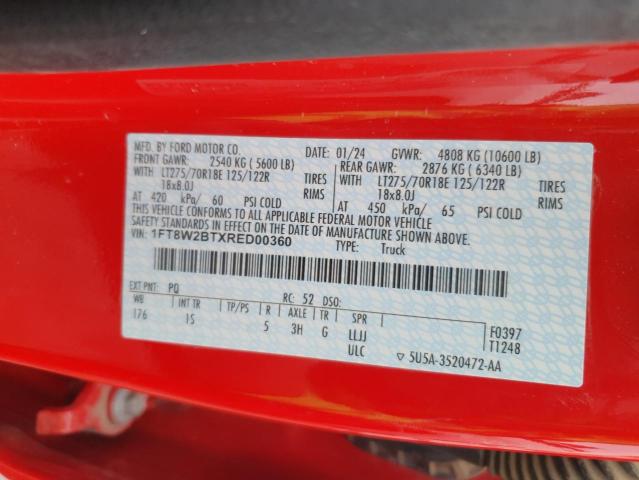 MFD. BY FORD MOTOR CO. DATE: 01/24 GVWR: 4808 KG (10600 LB)
FRONT GAWR: 2540 KG ( 5600 LB) REAR GAWR: 2876 KG ( 6340 LB)
WITH LT275/70R18E 125/122R TIRES WITH LT275/70R18E 125/122R TIRES
18x8.0J RIMS 18x8.0J RIMS
AT 420 kPa/ 60 PSI COLD AT 450 kPa/ 65 PSI COLD
THIS VEHICLE CONFORMS TO ALL APPLICABLE FEDERAL MOTOR VEHICLE
SAFETY STANDARDS IN EFFECT ON THE DATE OF MANUFACTURE SHOWN ABOVE.
VIN: 1FT8W2BTXRED00360 TYPE: Truck
EXT PNT: PQ RC: 52 DSO:
WB INT TR TP/PS R AXLE TR SPR F0397
176 IS 5 3H G LLJJ T1248
ULC 5U5A-3520472-AA